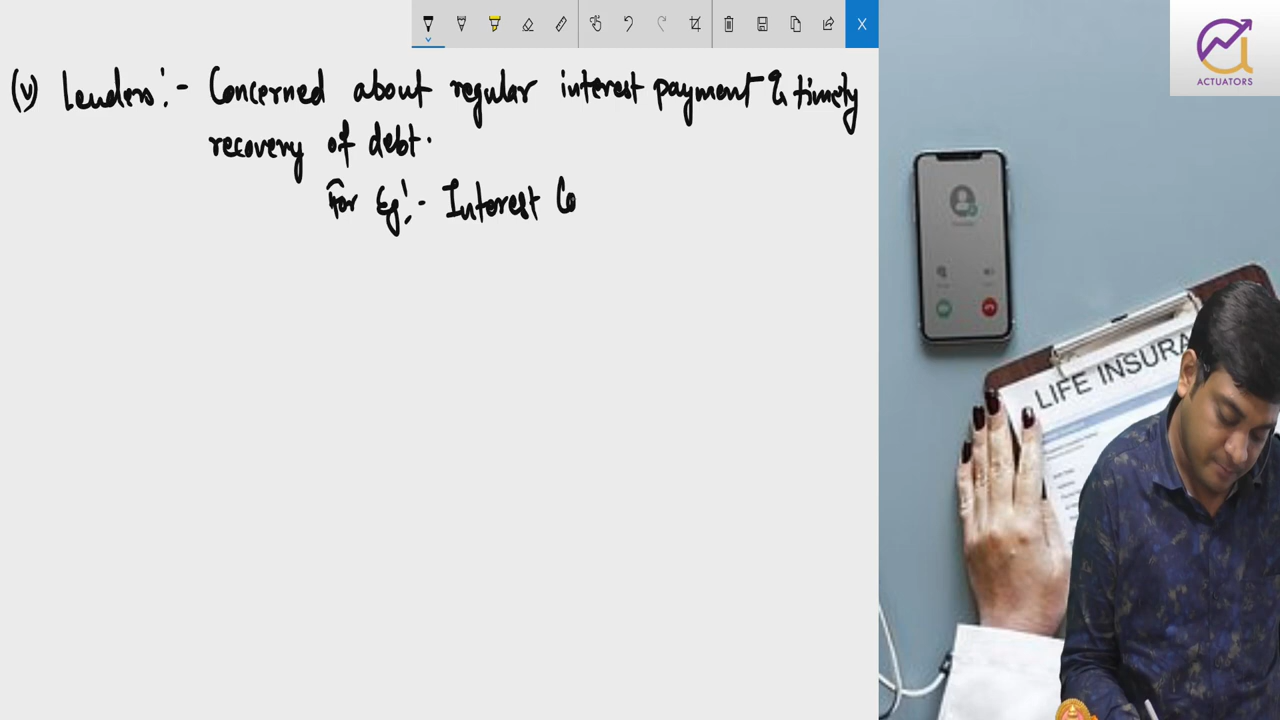 (v) Lenders:- Concerned about regular interest payment & timely
recovery of debt.
For Eg:- Interest Co
ACTUATORS
LIFE INSURA